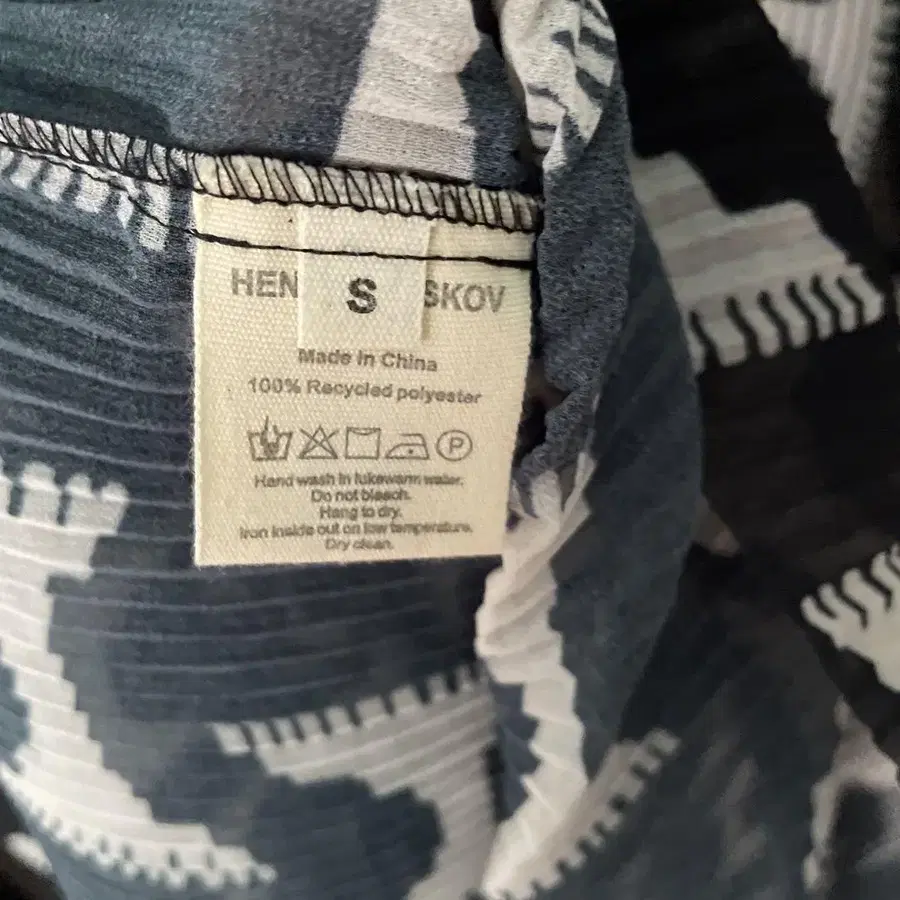 HEN SKOV
S
Made in China
100% Recycled polyester
P
Hand wash in lukewarm water.
Do not bleach.
Hang to dry.
Iron inside out on low temperature.
Dry clean.